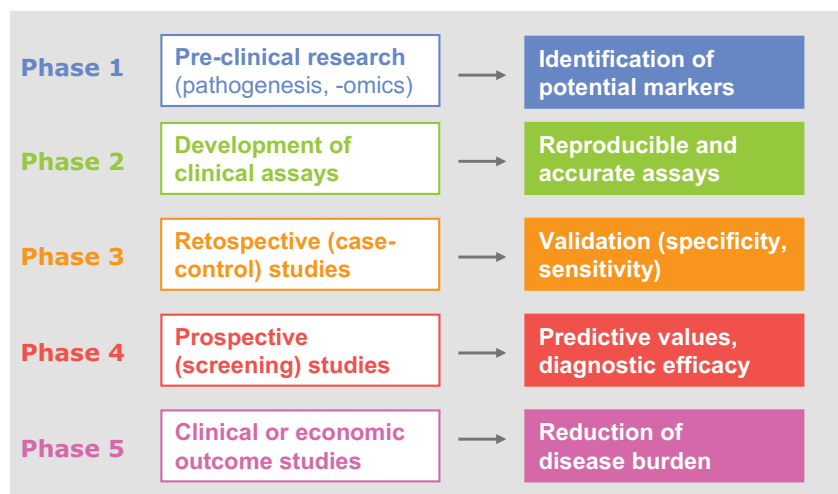 Phase 1
Pre-clinical research
(pathogenesis, -omics)
Identification of
potential markers
Phase 2
Development of
clinical assays
Reproducible and
accurate assays
Phase 3
Retospective (case-
control) studies
Validation (specificity,
sensitivity)
Phase 4
Prospective
(screening) studies
Predictive values,
diagnostic efficacy
Phase 5
Clinical or economic
outcome studies
Reduction of
disease burden